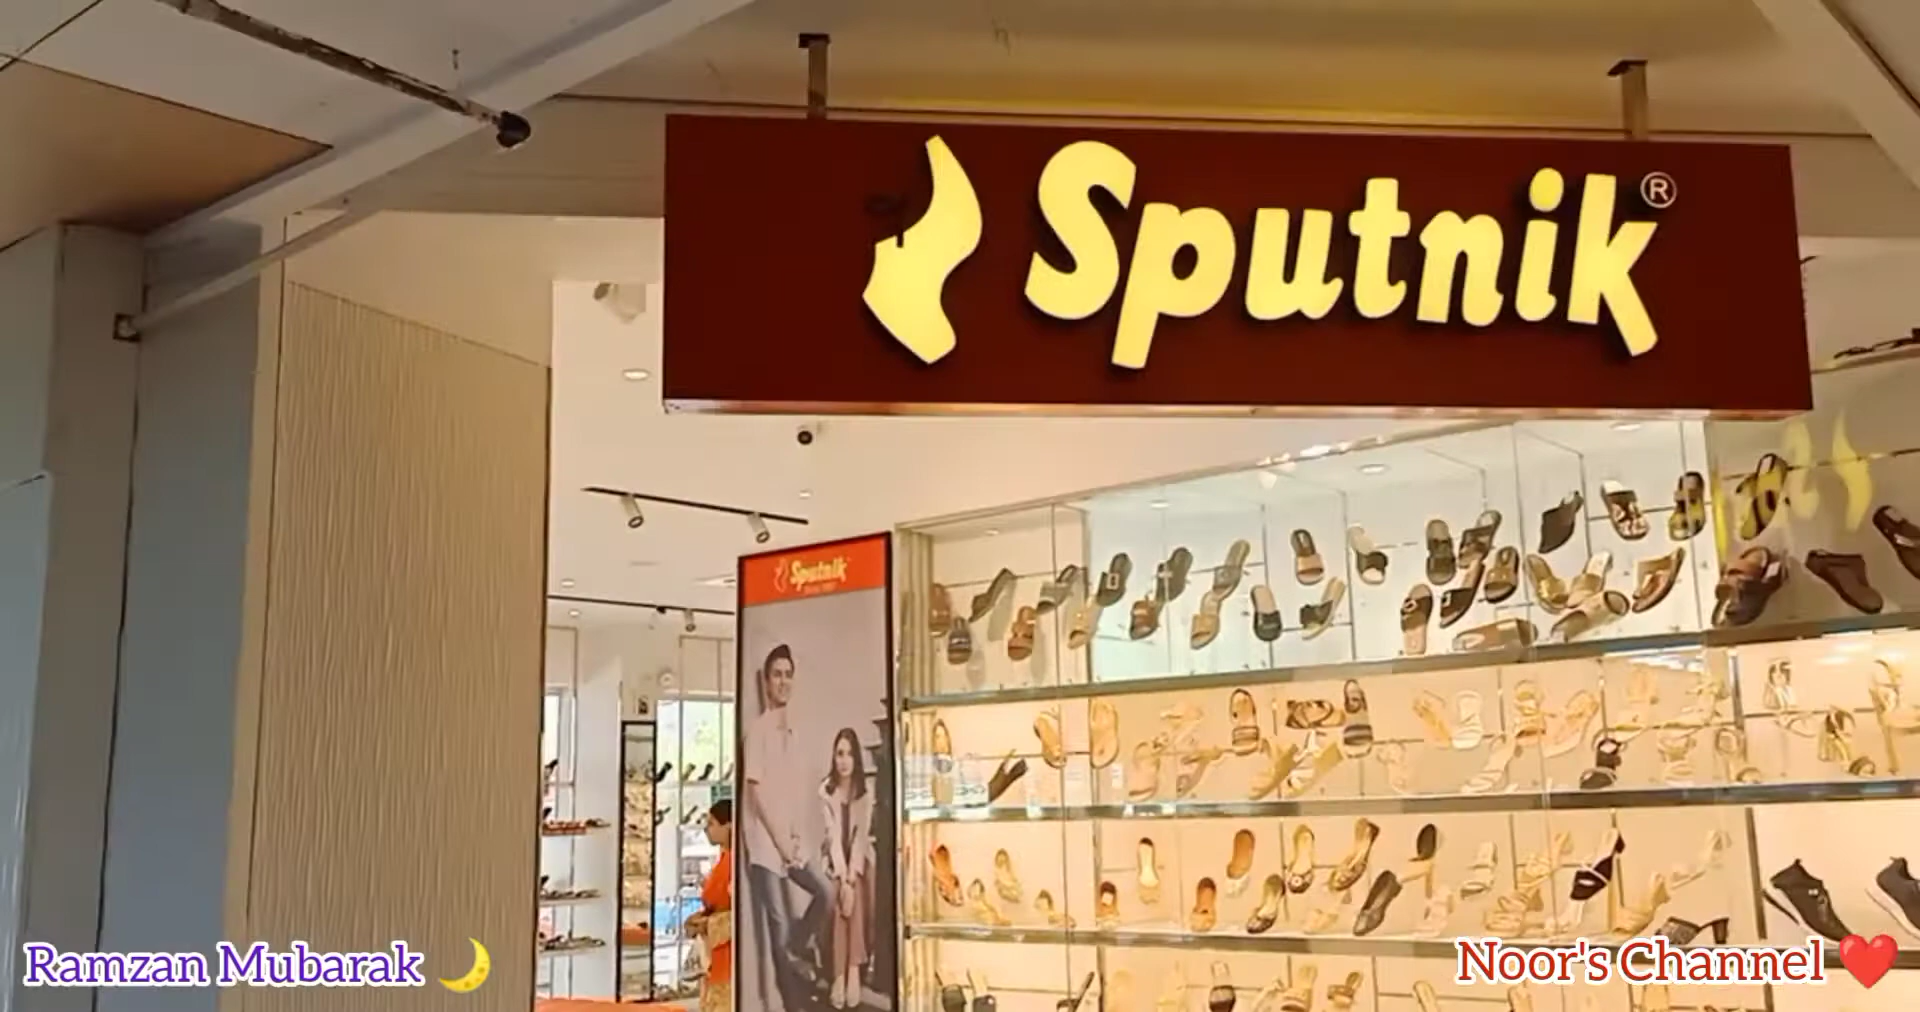 Sputnik®
Sputnik
Ramzan Mubarak 🌙
Noor's Channel ❤️